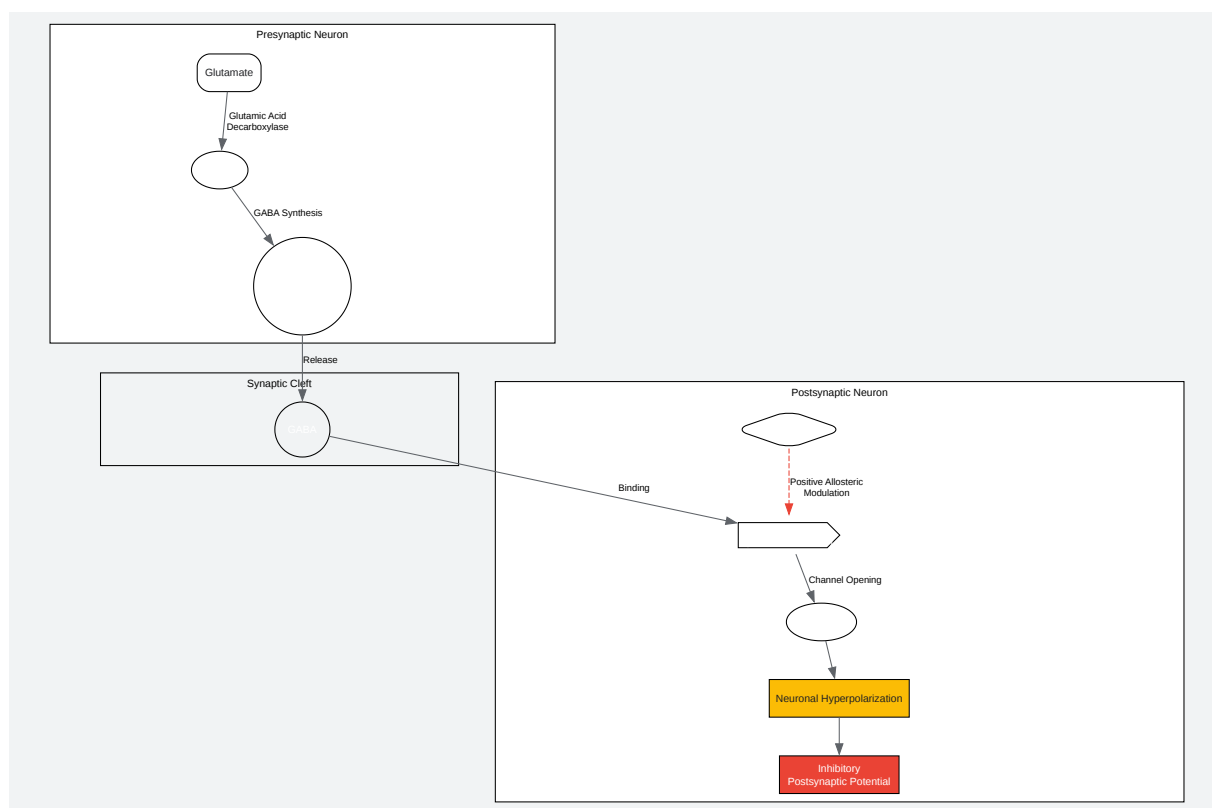 Presynaptic Neuron
Glutamate
Glutamic Acid
Decarboxylase
GABA Synthesis
Release
Synaptic Cleft
GABA
Postsynaptic Neuron
Positive Allosteric
Modulation
Binding
Channel Opening
Neuronal Hyperpolarization
Inhibitory
Postsynaptic Potential